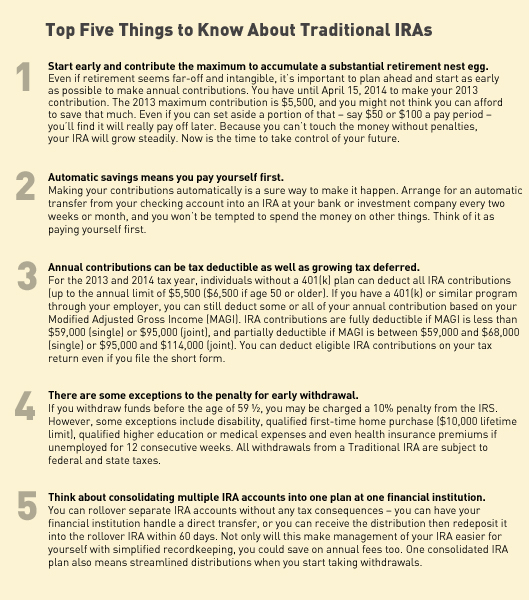 Top Five Things to Know About Traditional IRAs
1
Start early and contribute the maximum to accumulate a substantial retirement nest egg.
Even if retirement seems far-off and intangible, it's important to plan ahead and start as early
as possible to make annual contributions. You have until April 15, 2014 to make your 2013
contribution. The 2013 maximum contribution is $5,500, and you might not think you can afford
to save that much. Even if you can set aside a portion of that – say $50 or $100 a pay period –
you'll find it will really pay off later. Because you can't touch the money without penalties,
your IRA will grow steadily. Now is the time to take control of your future.
2
Automatic savings means you pay yourself first.
Making your contributions automatically is a sure way to make it happen. Arrange for an automatic
transfer from your checking account into an IRA at your bank or investment company every two
weeks or month, and you won't be tempted to spend the money on other things. Think of it as
paying yourself first.
3
Annual contributions can be tax deductible as well as growing tax deferred.
For the 2013 and 2014 tax year, individuals without a 401(k) plan can deduct all IRA contributions
(up to the annual limit of $5,500 ($6,500 if age 50 or older). If you have a 401(k) or similar program
through your employer, you can still deduct some or all of your annual contribution based on your
Modified Adjusted Gross Income (MAGI). IRA contributions are fully deductible if MAGI is less than
$59,000 (single) or $95,000 (joint), and partially deductible if MAGI is between $59,000 and $68,000
(single) or $95,000 and $114,000 (joint). You can deduct eligible IRA contributions on your tax
return even if you file the short form.
4
There are some exceptions to the penalty for early withdrawal.
If you withdraw funds before the age of 59 ½, you may be charged a 10% penalty from the IRS.
However, some exceptions include disability, qualified first-time home purchase ($10,000 lifetime
limit), qualified higher education or medical expenses and even health insurance premiums if
unemployed for 12 consecutive weeks. All withdrawals from a Traditional IRA are subject to
federal and state taxes.
5
Think about consolidating multiple IRA accounts into one plan at one financial institution.
You can rollover separate IRA accounts without any tax consequences – you can have your
financial institution handle a direct transfer, or you can receive the distribution then redeposit it
into the rollover IRA within 60 days. Not only will this make management of your IRA easier for
yourself with simplified recordkeeping, you could save on annual fees too. One consolidated IRA
plan also means streamlined distributions when you start taking withdrawals.